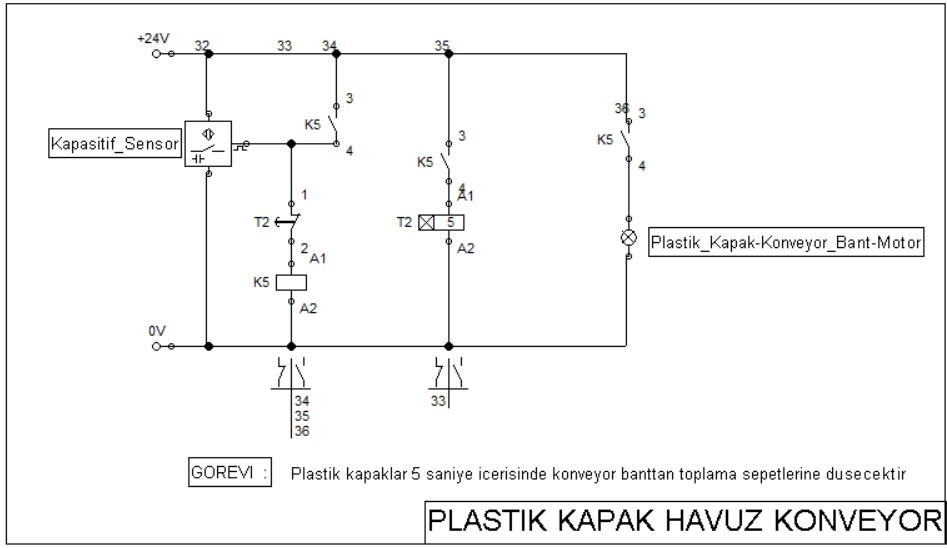 +24V
32
33
34
35
36
3
K5
4
3
K5
4
3
K5
4
Kapasitif_Sensor
1
T2
2
A1
K5
A2
A1
T2
5
A2
Plastik_Kapak-Konveyor_Bant-Motor
0V
34
35
36
33
GOREVI :
Plastik kapaklar 5 saniye icerisinde konveyor banttan toplama sepetlerine dusecektir
PLASTIK KAPAK HAVUZ KONVEYOR